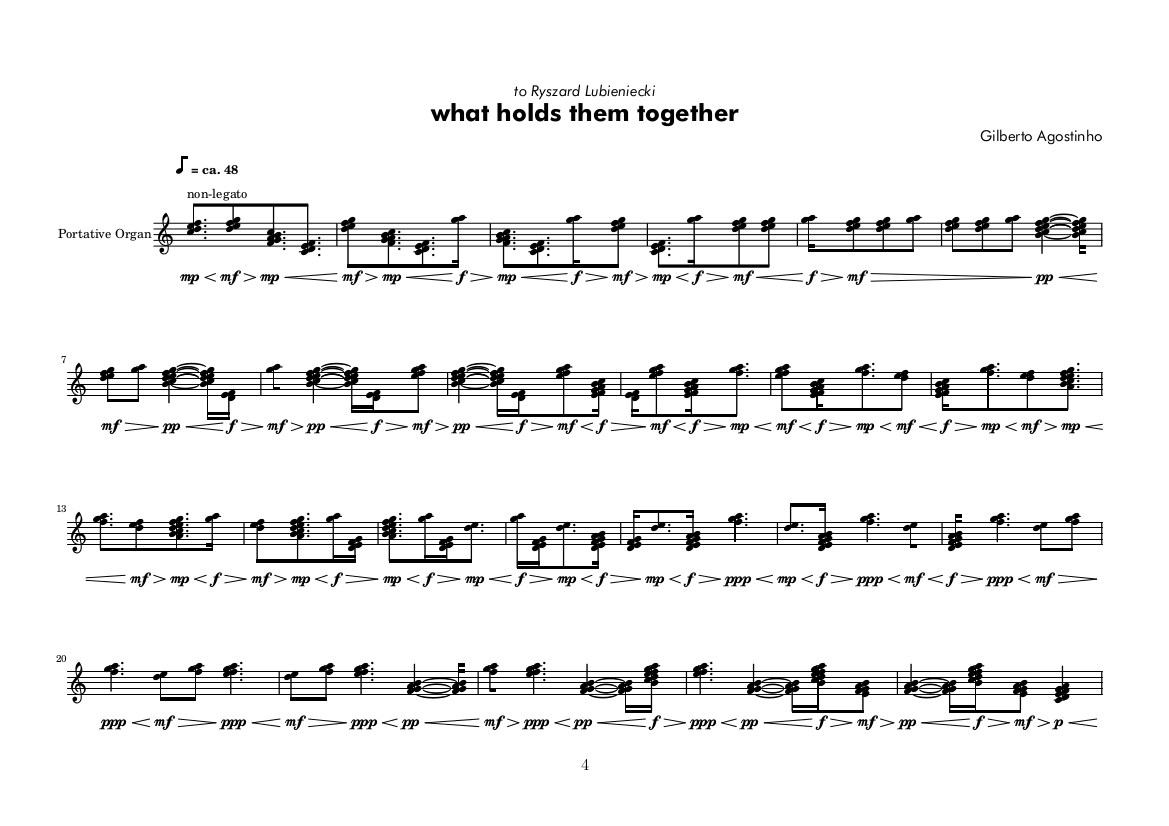 to Ryszard Lubieniecki
what holds them together
Gilberto Agostinho
= ca. 48
non-legato
Portative Organ
mp mf mp mf mp f mp f mf mp f mf f mf pp
7
mf pp f mf pp f mf pp f mf f mf f mp mf f mp mf f mp mf mp
13
mf mp f mf mp f mp f mp f mp f mp f ppp mp f ppp mf f ppp mf
20
ppp mf ppp mf ppp pp mf ppp pp f ppp pp f mf pp f mf p
4